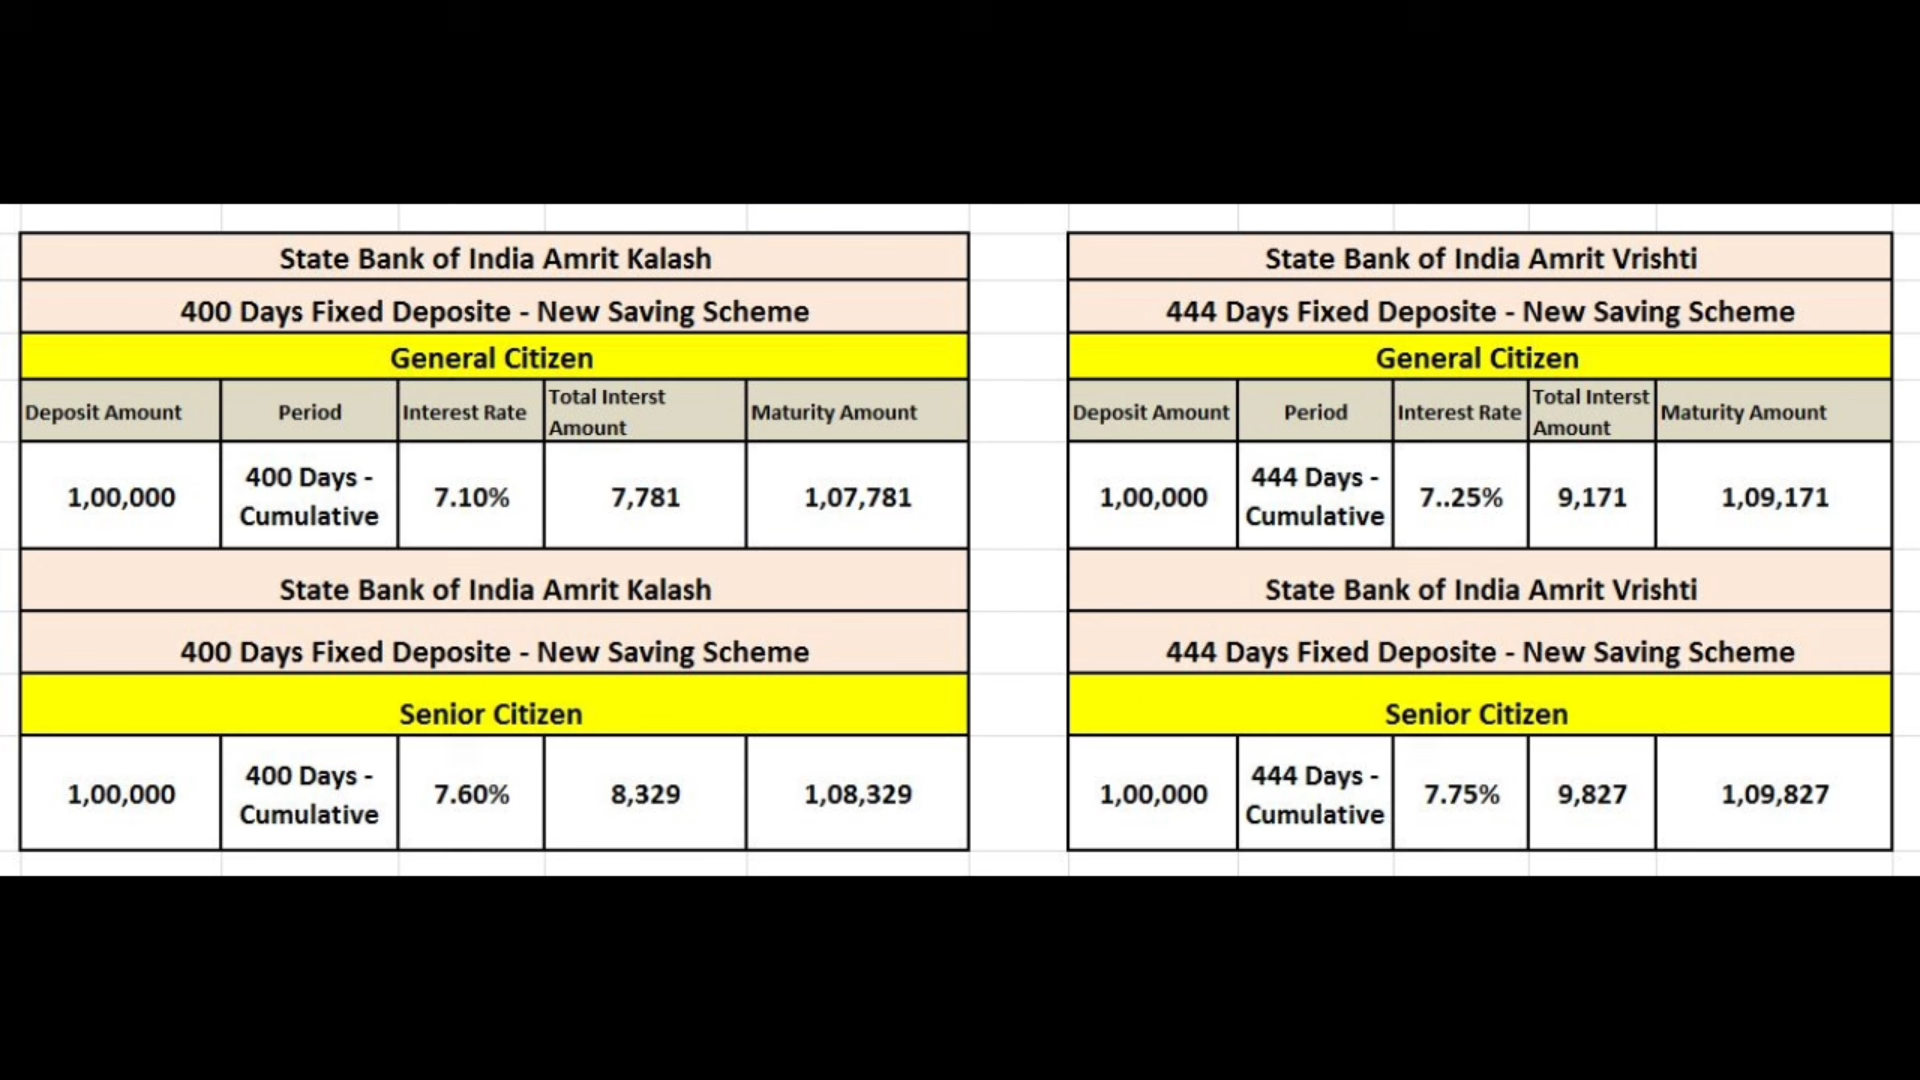 State Bank of India Amrit Kalash
400 Days Fixed Deposite - New Saving Scheme
General Citizen
Deposit Amount Period Interest Rate Total Interst Amount Maturity Amount
1,00,000 400 Days - Cumulative 7.10% 7,781 1,07,781
State Bank of India Amrit Kalash
400 Days Fixed Deposite - New Saving Scheme
Senior Citizen
1,00,000 400 Days - Cumulative 7.60% 8,329 1,08,329
State Bank of India Amrit Vrishti
444 Days Fixed Deposite - New Saving Scheme
General Citizen
Deposit Amount Period Interest Rate Total Interst Amount Maturity Amount
1,00,000 444 Days - Cumulative 7..25% 9,171 1,09,171
State Bank of India Amrit Vrishti
444 Days Fixed Deposite - New Saving Scheme
Senior Citizen
1,00,000 444 Days - Cumulative 7.75% 9,827 1,09,827